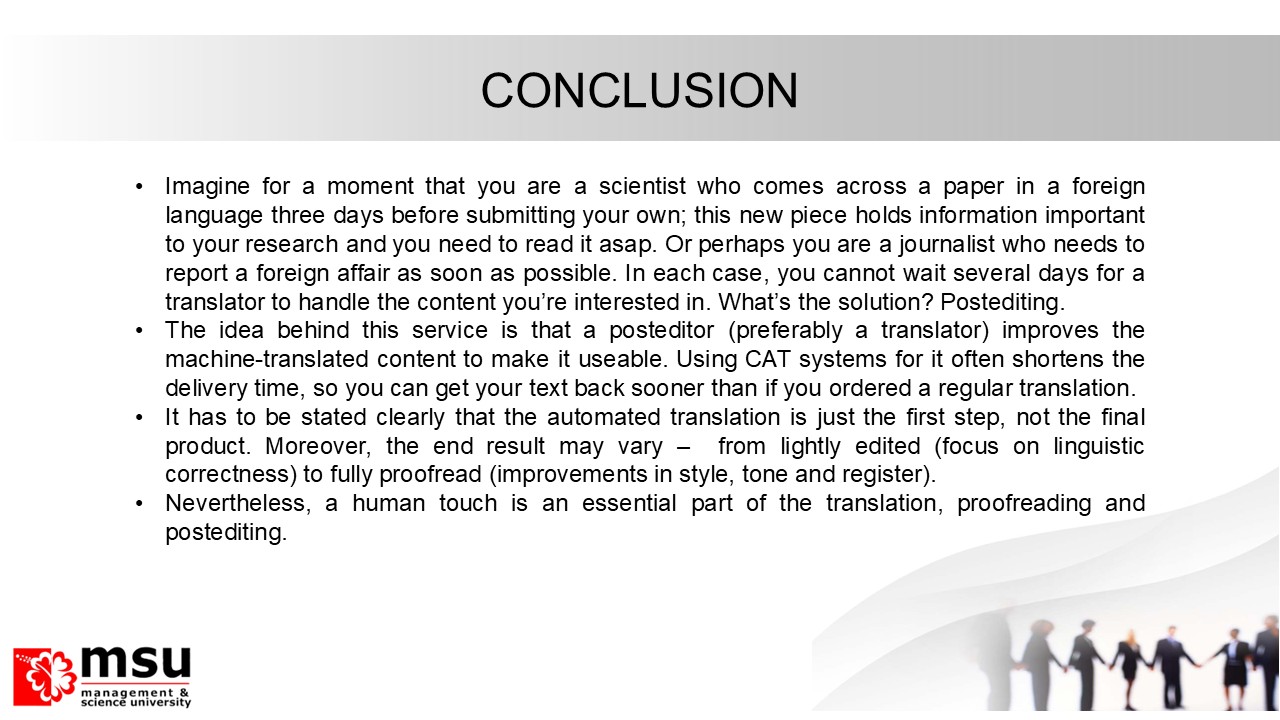 CONCLUSION
• Imagine for a moment that you are a scientist who comes across a paper in a foreign
language three days before submitting your own; this new piece holds information important
to your research and you need to read it asap. Or perhaps you are a journalist who needs to
report a foreign affair as soon as possible. In each case, you cannot wait several days for a
translator to handle the content you’re interested in. What’s the solution? Postediting.
• The idea behind this service is that a posteditor (preferably a translator) improves the
machine-translated content to make it useable. Using CAT systems for it often shortens the
delivery time, so you can get your text back sooner than if you ordered a regular translation.
• It has to be stated clearly that the automated translation is just the first step, not the final
product. Moreover, the end result may vary – from lightly edited (focus on linguistic
correctness) to fully proofread (improvements in style, tone and register).
• Nevertheless, a human touch is an essential part of the translation, proofreading and
postediting.
msu
management &
science university